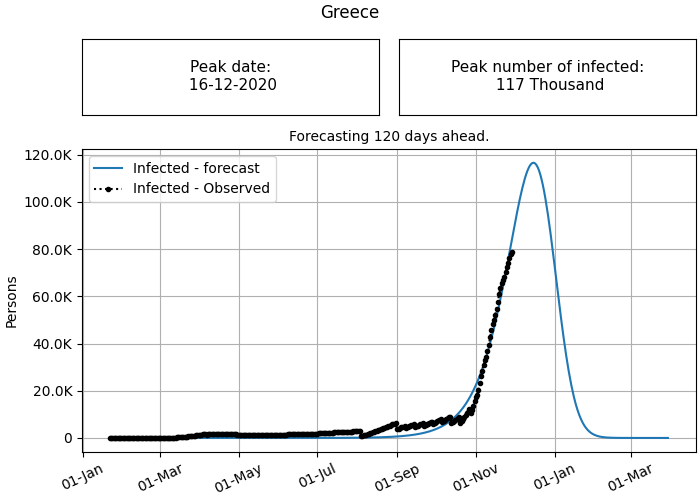 Greece
Peak date:
16-12-2020
Peak number of infected:
117 Thousand
Forecasting 120 days ahead.
Infected - forecast
Infected - Observed
120.0K
100.0K
80.0K
60.0K
40.0K
20.0K
0
Persons
01-Jan
01-Mar
01-May
01-Jul
01-Sep
01-Nov
01-Jan
01-Mar